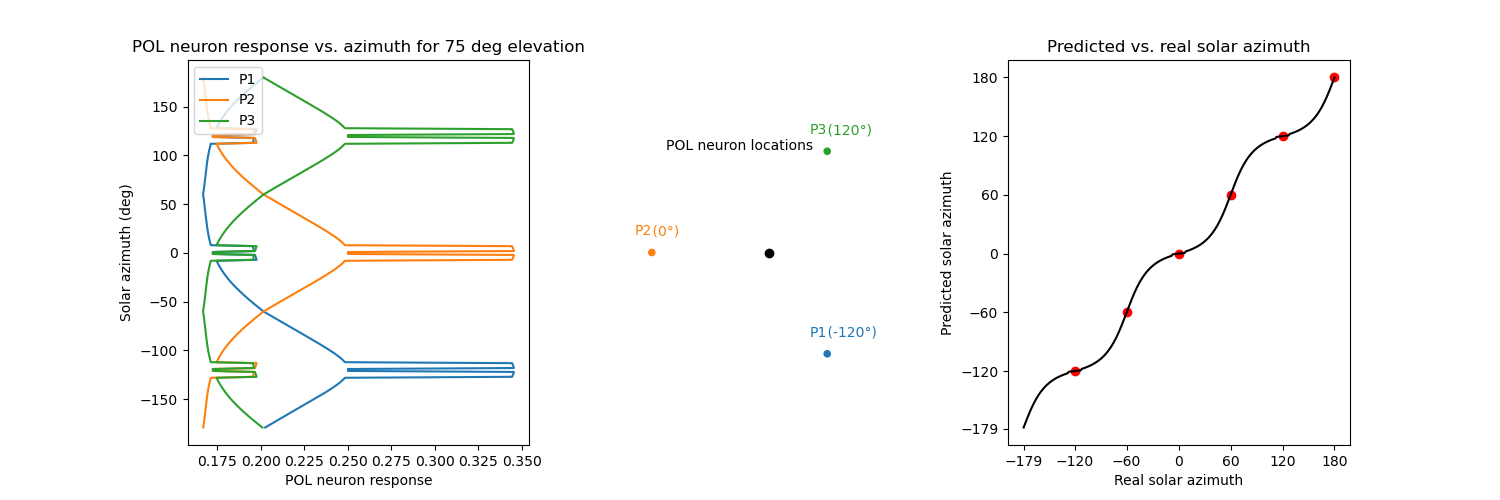 POL neuron response vs. azimuth for 75 deg elevation
P1
P2
P3
150
100
50
0
−50
−100
−150
Solar azimuth (deg)
0.175 0.200 0.225 0.250 0.275 0.300 0.325 0.350
POL neuron response
P3(120°)
POL neuron locations
P2(0°)
P1(-120°)
Predicted vs. real solar azimuth
180
120
60
0
−60
−120
−179
Predicted solar azimuth
−179 −120 −60 0 60 120 180
Real solar azimuth